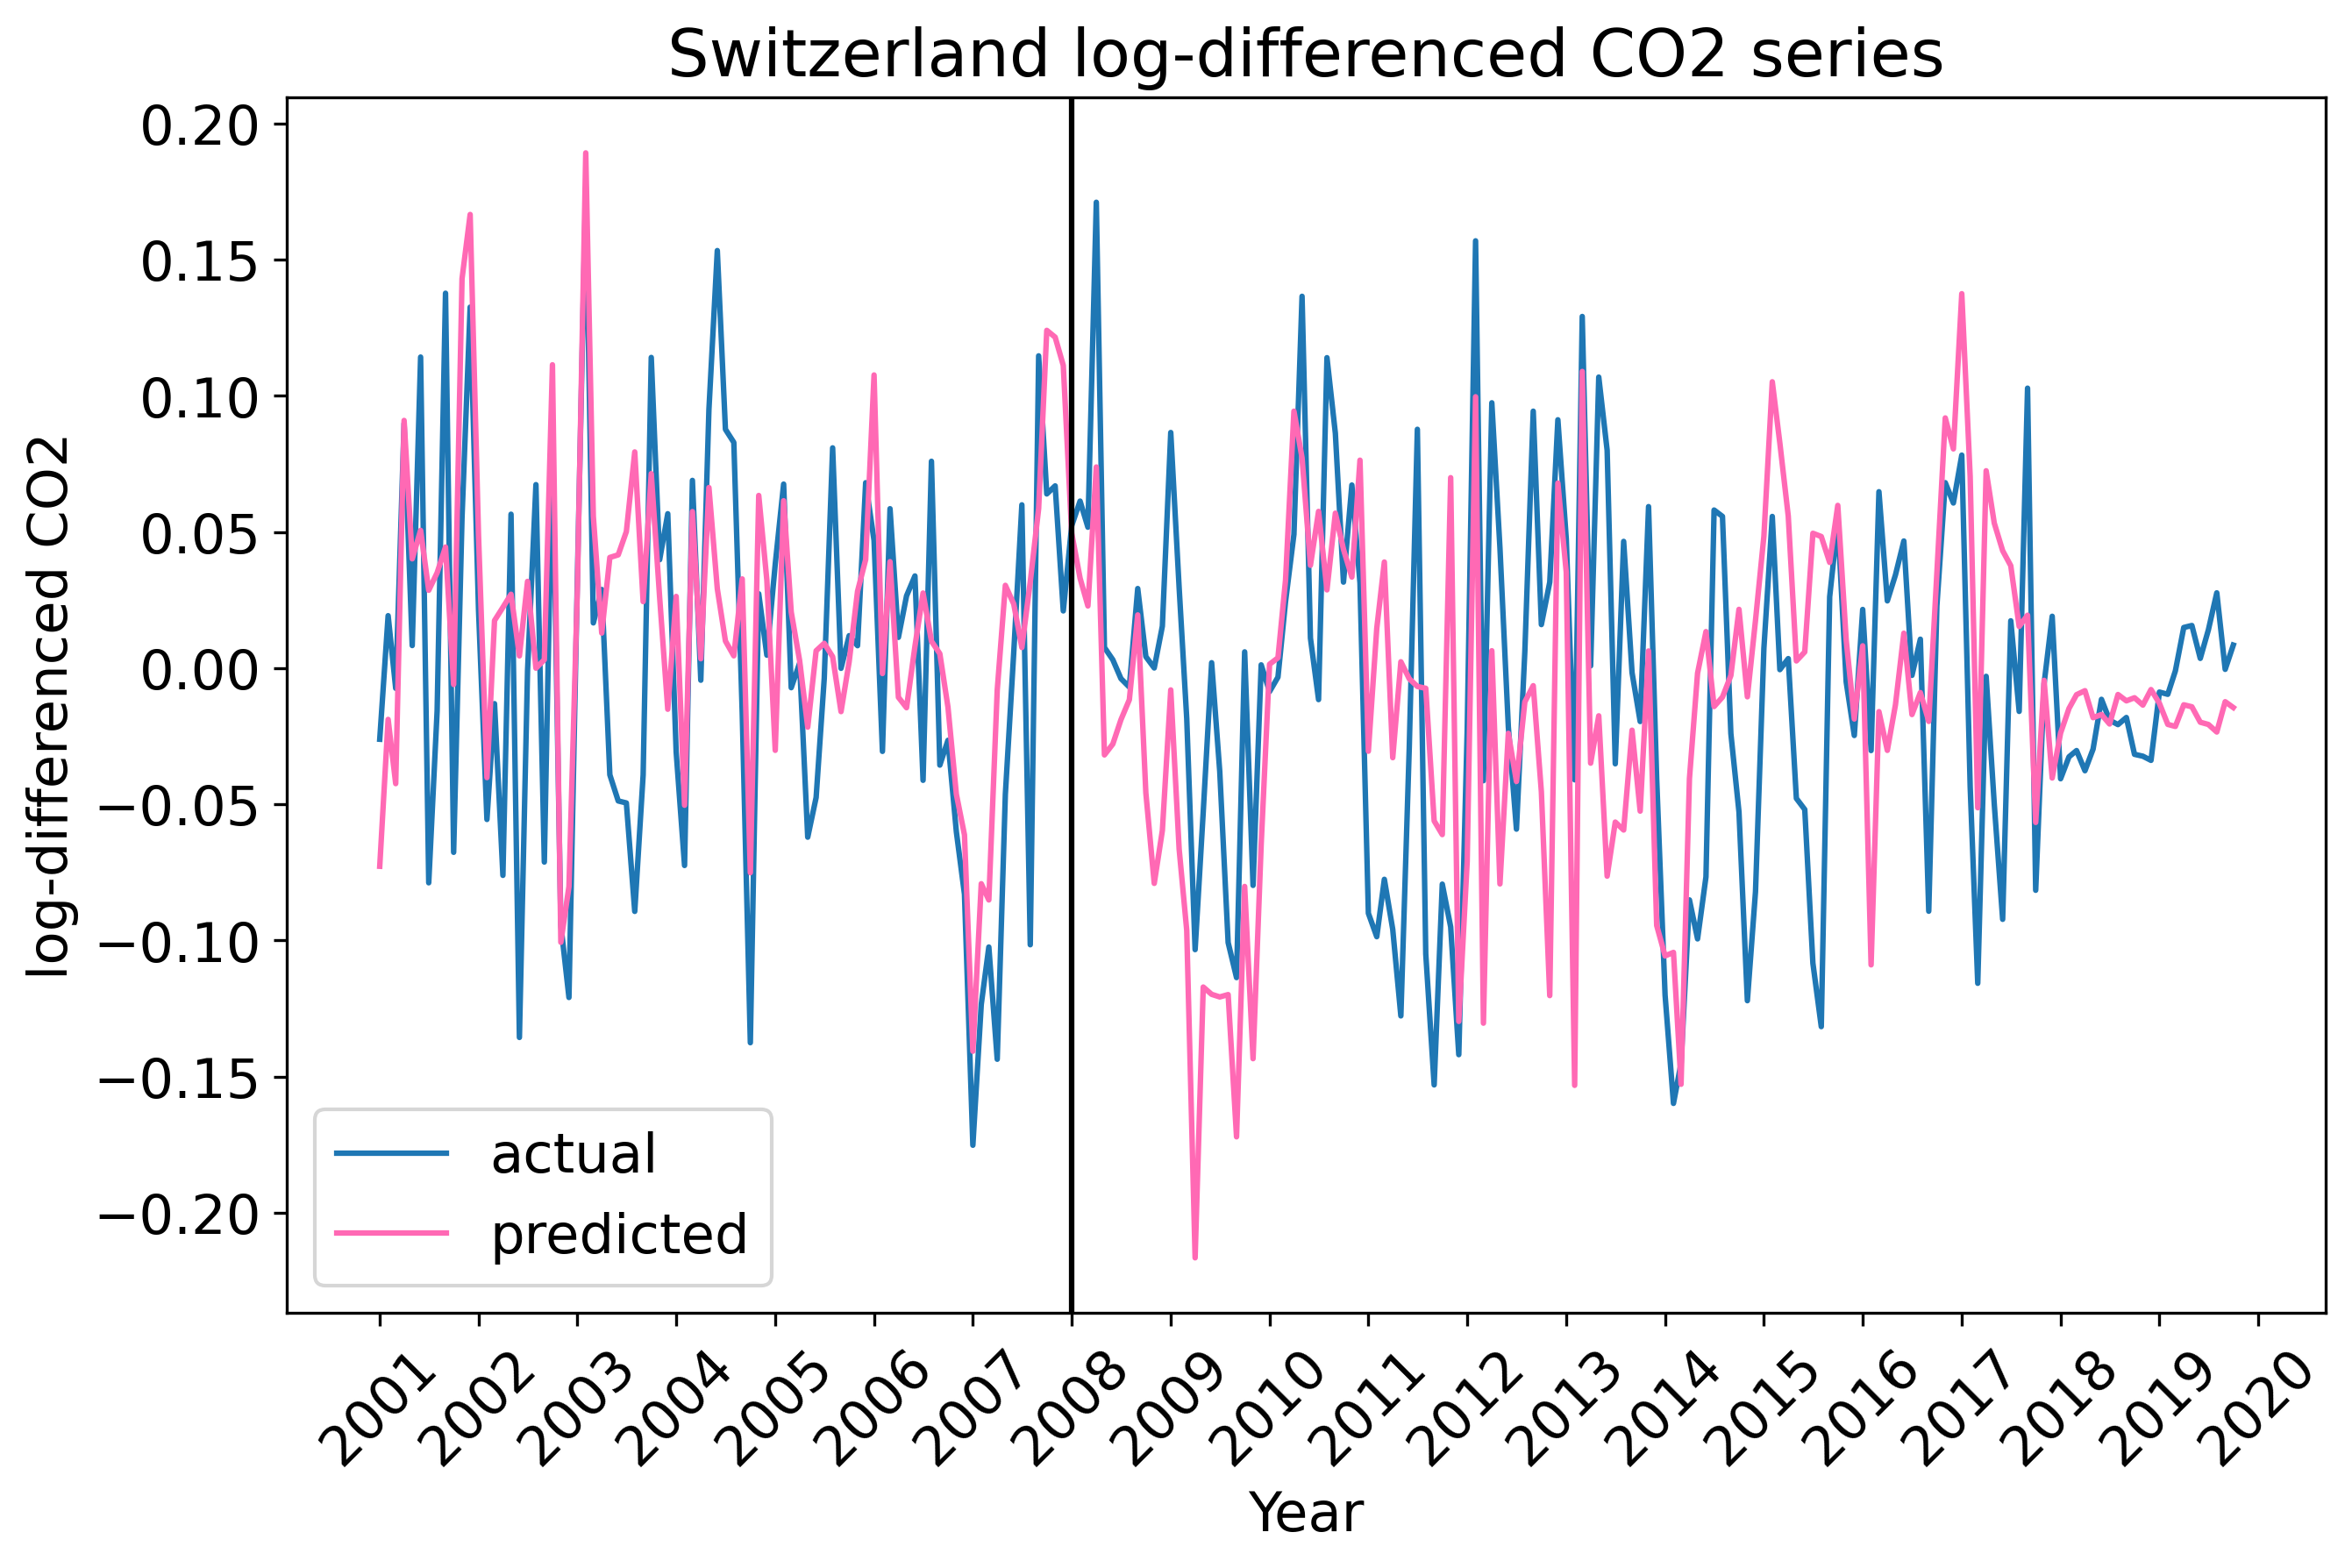 Switzerland log-differenced CO2 series
0.20
0.15
0.10
0.05
0.00
−0.05
−0.10
−0.15
−0.20
log-differenced CO2
actual
predicted
2001 2002 2003 2004 2005 2006 2007 2008 2009 2010 2011 2012 2013 2014 2015 2016 2017 2018 2019 2020
Year